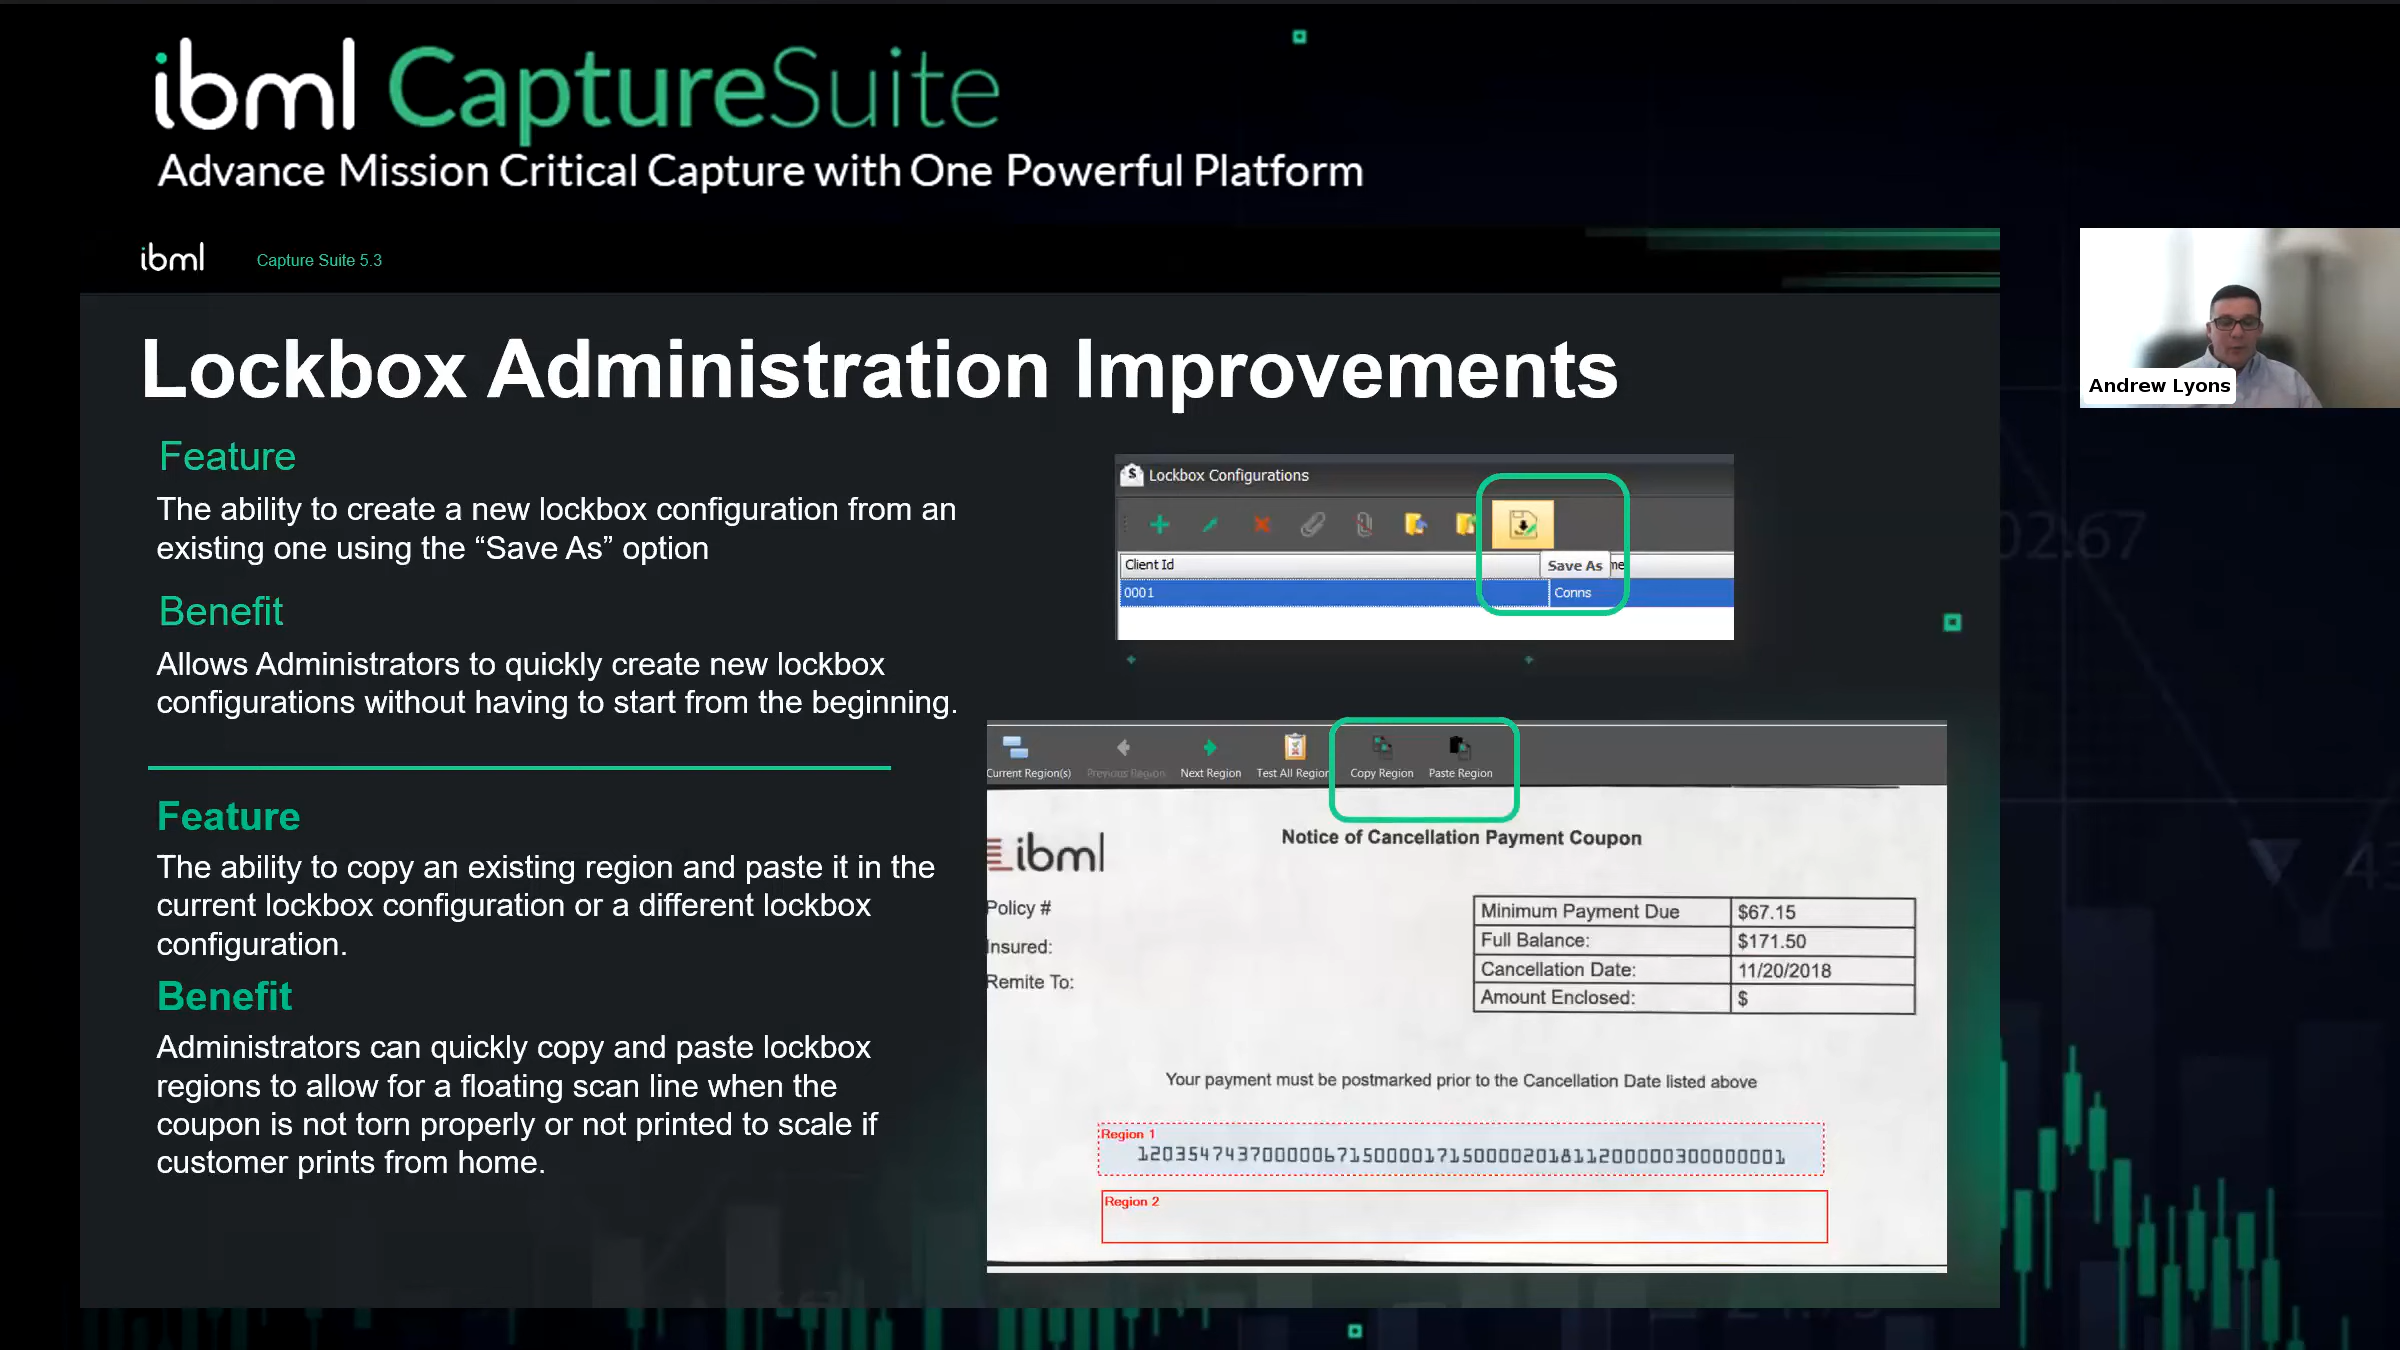 ibml CaptureSuite
Advance Mission Critical Capture with One Powerful Platform
ibml
Capture Suite 5.3
Andrew Lyons
Lockbox Administration Improvements
Feature
The ability to create a new lockbox configuration from an
existing one using the “Save As” option
Benefit
Allows Administrators to quickly create new lockbox
configurations without having to start from the beginning.
Feature
The ability to copy an existing region and paste it in the
current lockbox configuration or a different lockbox
configuration.
Benefit
Administrators can quickly copy and paste lockbox
regions to allow for a floating scan line when the
coupon is not torn properly or not printed to scale if
customer prints from home.
Lockbox Configurations
Client Id
Save As
0001 Conns
Current Region(s) Previous Region Next Region Test All Region Copy Region Paste Region
ibml
Notice of Cancellation Payment Coupon
Policy #
Insured:
Remite To:
Minimum Payment Due $67.15
Full Balance: $171.50
Cancellation Date: 11/20/2018
Amount Enclosed: $
Your payment must be postmarked prior to the Cancellation Date listed above
Region 1
Region 2
02.67